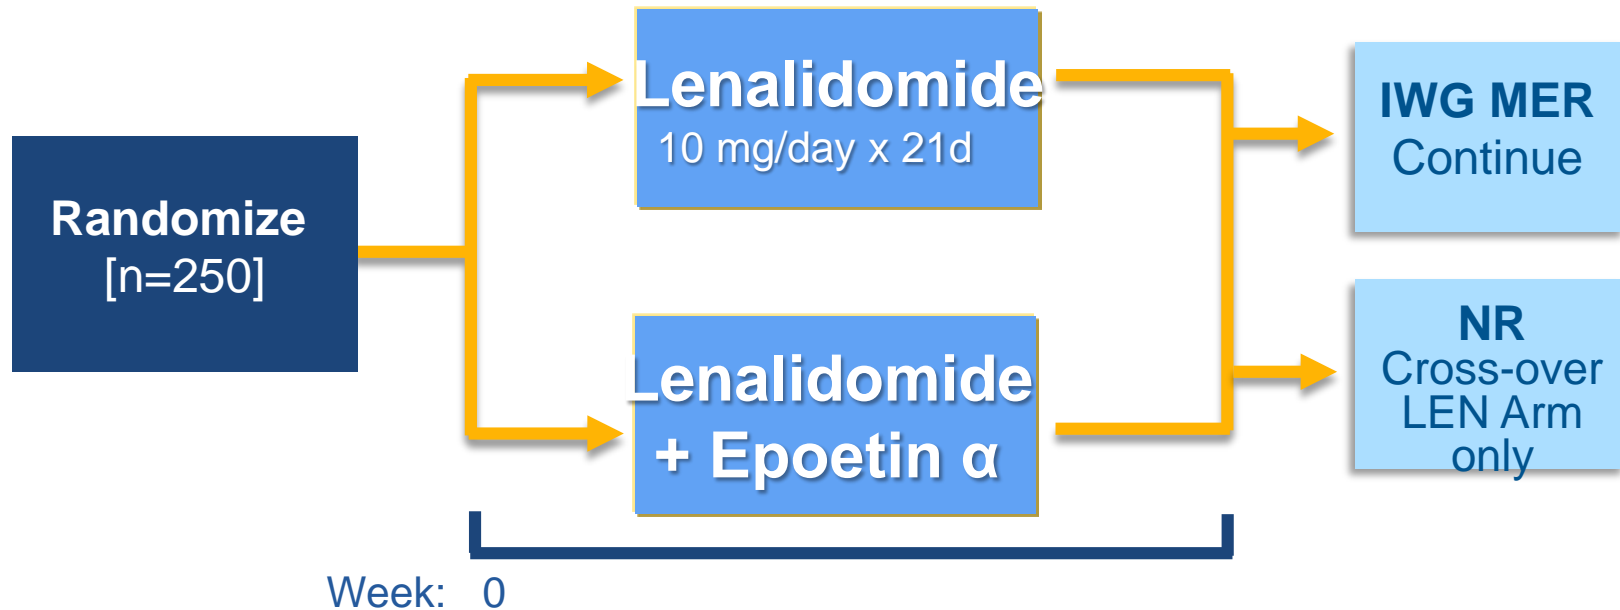 Randomize
[n=250]
Lenalidomide
10 mg/day x 21d
Lenalidomide
+ Epoetin α
IWG MER
Continue
NR
Cross-over
LEN Arm
only
Week: 0